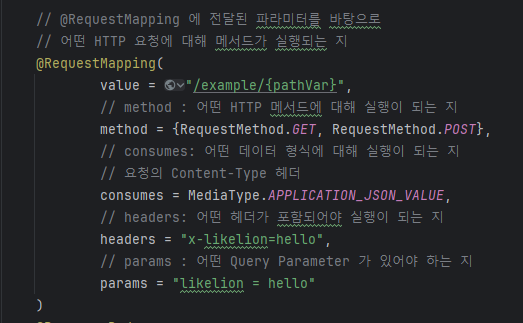 // @RequestMapping 에 전달된 파라미터를 바탕으로
// 어떤 HTTP 요청에 대해 메서드가 실행되는 지
@RequestMapping(
value = "/example/{pathVar}",
// method : 어떤 HTTP 메서드에 대해 실행이 되는 지
method = {RequestMethod.GET, RequestMethod.POST},
// consumes: 어떤 데이터 형식에 대해 실행이 되는 지
// 요청의 Content-Type 헤더
consumes = MediaType.APPLICATION_JSON_VALUE,
// headers: 어떤 헤더가 포함되어야 실행이 되는 지
headers = "x-likelion=hello",
// params : 어떤 Query Parameter 가 있어야 하는 지
params = "likelion = hello"
)